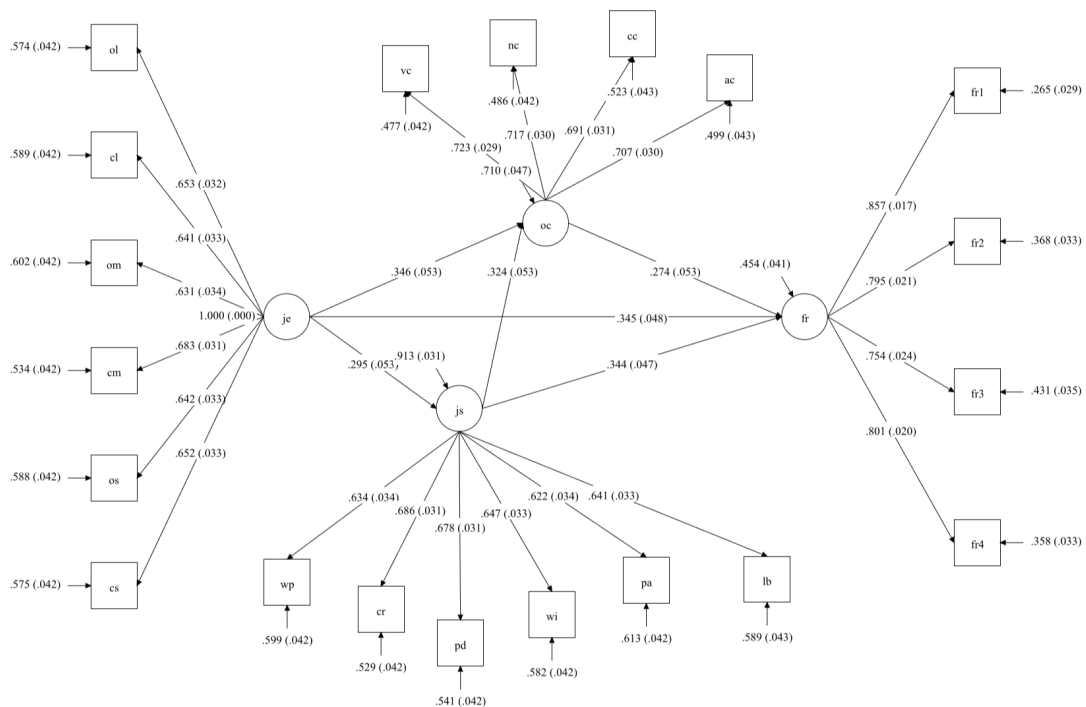 cc
nc
.574 (.042)
ol
vc
ac
fr1
.265 (.029)
.523 (.043)
.486 (.042)
.477 (.042)
.691 (.031)
.499 (.043)
.717 (.030)
.723 (.029)
.707 (.030)
.589 (.042)
cl
.710 (.047)
.653 (.032)
.857 (.017)
oc
.641 (.033)
fr2
.368 (.033)
.602 (.042)
om
.454 (.041)
.346 (.053)
.324 (.053)
.274 (.053)
.795 (.021)
.631 (.034)
1.000 (.000)
je
.345 (.048)
fr
.683 (.031)
.913 (.031)
.754 (.024)
.534 (.042)
cm
.295 (.053)
.344 (.047)
fr3
.431 (.035)
.642 (.033)
js
.801 (.020)
.652 (.033)
.588 (.042)
os
.634 (.034)
.622 (.034)
.641 (.033)
.686 (.031)
.647 (.033)
.678 (.031)
fr4
.358 (.033)
.575 (.042)
cs
wp
pa
lb
cr
wi
.599 (.042)
pd
.613 (.042)
.589 (.043)
.529 (.042)
.582 (.042)
.541 (.042)